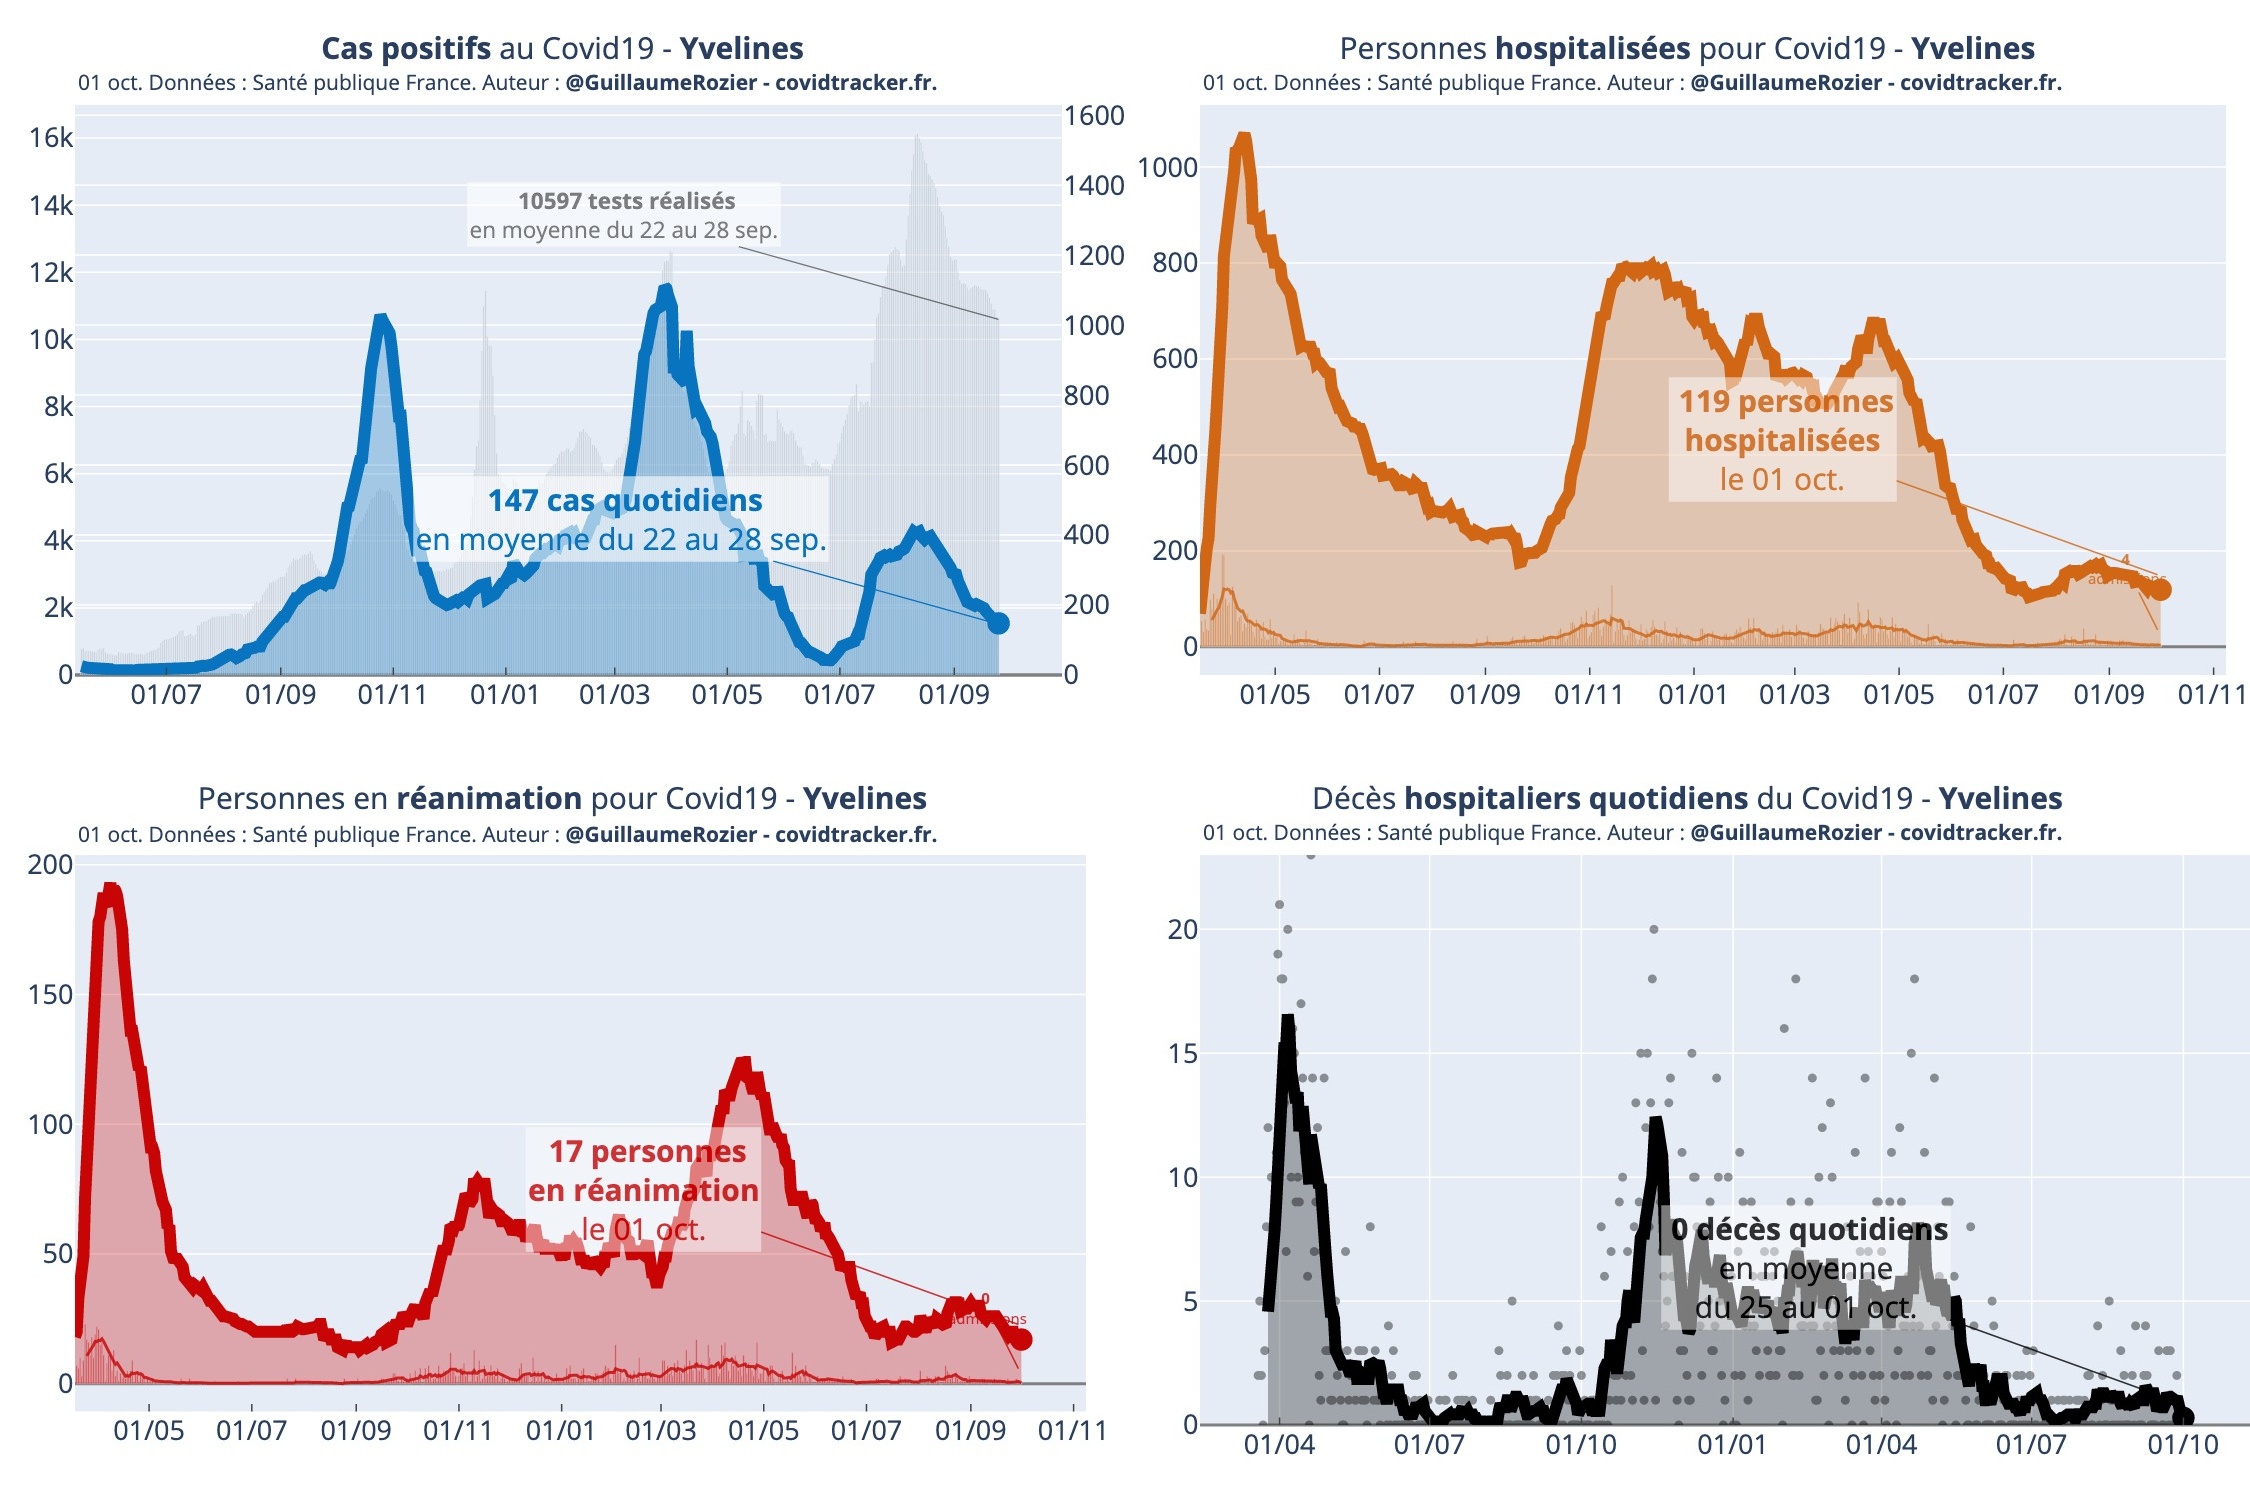 Cas positifs au Covid19 - Yvelines
01 oct. Données : Santé publique France. Auteur : @GuillaumeRozier - covidtracker.fr.
16k
14k
12k
10k
8k
6k
4k
2k
0
1600
1400
1200
1000
800
600
400
200
0
10597 tests réalisés
en moyenne du 22 au 28 sep.
147 cas quotidiens
en moyenne du 22 au 28 sep.
01/07 01/09 01/11 01/01 01/03 01/05 01/07 01/09
Personnes hospitalisées pour Covid19 - Yvelines
01 oct. Données : Santé publique France. Auteur : @GuillaumeRozier - covidtracker.fr.
1000
800
600
400
200
0
119 personnes
hospitalisées
le 01 oct.
4
admissions
01/05 01/07 01/09 01/11 01/01 01/03 01/05 01/07 01/09 01/11
Personnes en réanimation pour Covid19 - Yvelines
01 oct. Données : Santé publique France. Auteur : @GuillaumeRozier - covidtracker.fr.
200
150
100
50
0
17 personnes
en réanimation
le 01 oct.
0
admissions
01/05 01/07 01/09 01/11 01/01 01/03 01/05 01/07 01/09 01/11
Décès hospitaliers quotidiens du Covid19 - Yvelines
01 oct. Données : Santé publique France. Auteur : @GuillaumeRozier - covidtracker.fr.
20
15
10
5
0
0 décès quotidiens
en moyenne
du 25 au 01 oct.
01/04 01/07 01/10 01/01 01/04 01/07 01/10